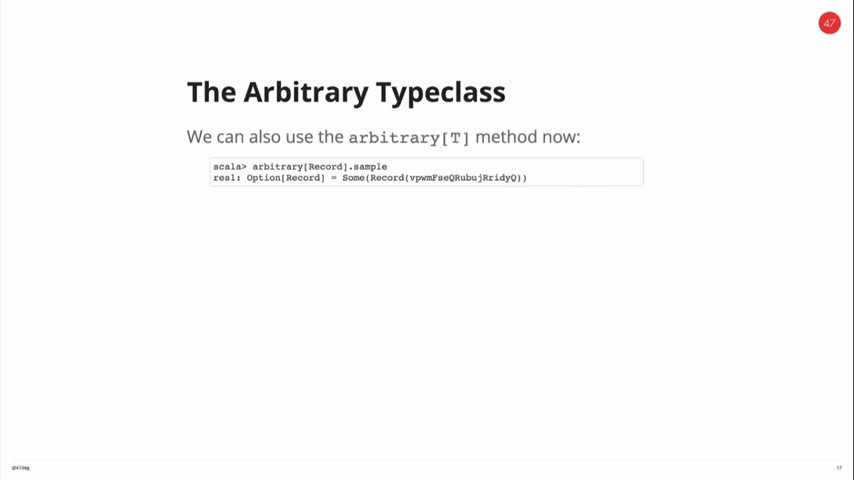 47
The Arbitrary Typeclass
We can also use the arbitrary[T] method now:
scala> arbitrary[Record].sample
res1: Option[Record] = Some(Record(vpwmFseQRubujRridyQ))
@47deg
17